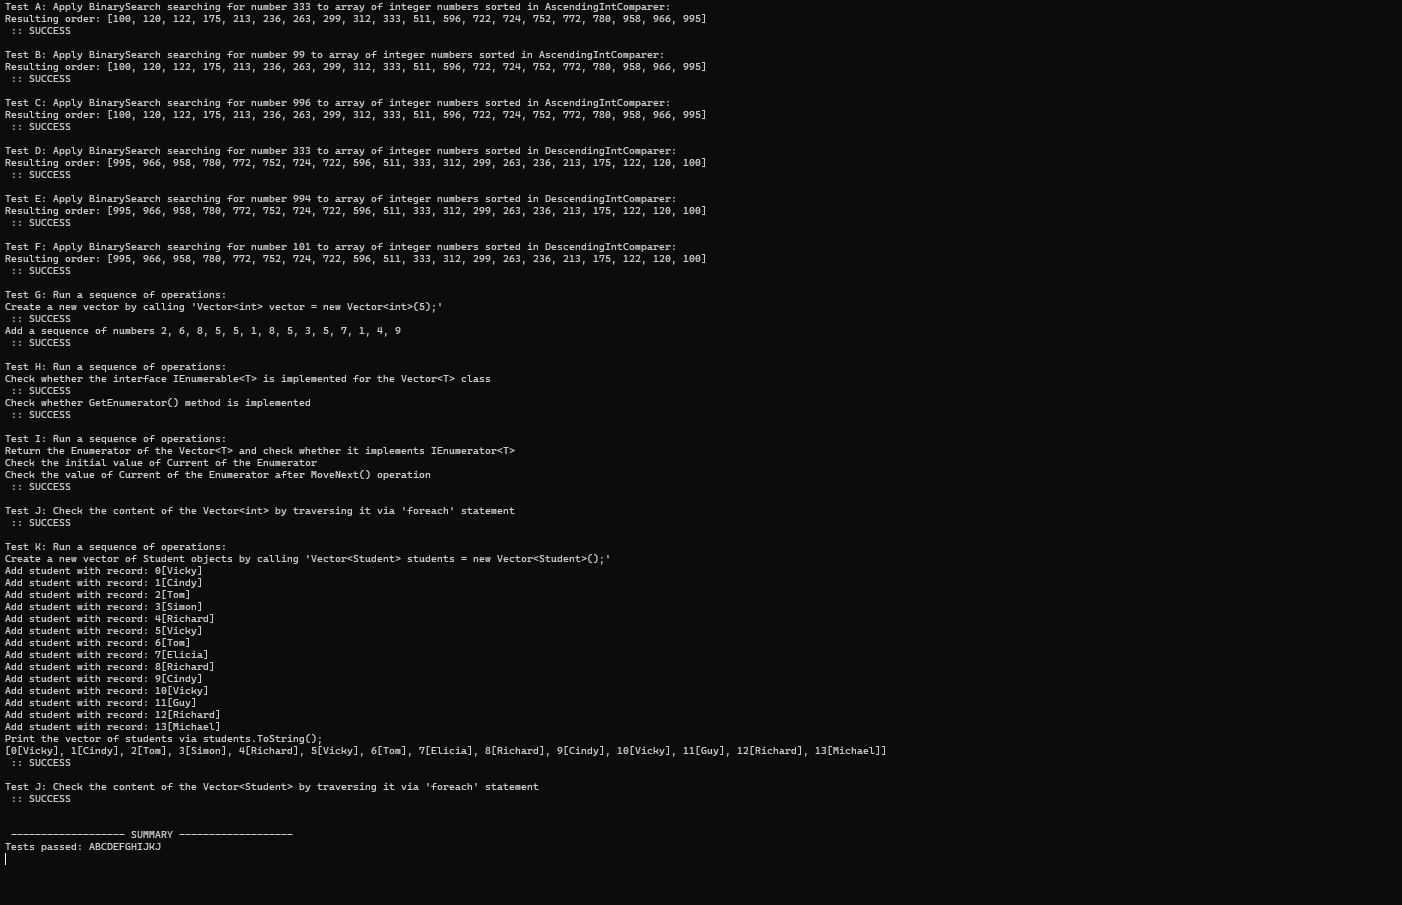 Test A: Apply BinarySearch searching for number 333 to array of integer numbers sorted in AscendingIntComparer:
Resulting order: [100, 120, 122, 175, 213, 236, 263, 299, 312, 333, 511, 596, 722, 724, 752, 772, 780, 958, 966, 995]
:: SUCCESS
Test B: Apply BinarySearch searching for number 99 to array of integer numbers sorted in AscendingIntComparer:
Resulting order: [100, 120, 122, 175, 213, 236, 263, 299, 312, 333, 511, 596, 722, 724, 752, 772, 780, 958, 966, 995]
:: SUCCESS
Test C: Apply BinarySearch searching for number 996 to array of integer numbers sorted in AscendingIntComparer:
Resulting order: [100, 120, 122, 175, 213, 236, 263, 299, 312, 333, 511, 596, 722, 724, 752, 772, 780, 958, 966, 995]
:: SUCCESS
Test D: Apply BinarySearch searching for number 333 to array of integer numbers sorted in DescendingIntComparer:
Resulting order: [995, 966, 958, 780, 772, 752, 724, 722, 596, 511, 333, 312, 299, 263, 236, 213, 175, 122, 120, 100]
:: SUCCESS
Test E: Apply BinarySearch searching for number 994 to array of integer numbers sorted in DescendingIntComparer:
Resulting order: [995, 966, 958, 780, 772, 752, 724, 722, 596, 511, 333, 312, 299, 263, 236, 213, 175, 122, 120, 100]
:: SUCCESS
Test F: Apply BinarySearch searching for number 101 to array of integer numbers sorted in DescendingIntComparer:
Resulting order: [995, 966, 958, 780, 772, 752, 724, 722, 596, 511, 333, 312, 299, 263, 236, 213, 175, 122, 120, 100]
:: SUCCESS
Test G: Run a sequence of operations:
Create a new vector by calling 'Vector<int> vector = new Vector<int>(5);'
:: SUCCESS
Add a sequence of numbers 2, 6, 8, 5, 5, 1, 8, 5, 3, 5, 7, 1, 4, 9
:: SUCCESS
Test H: Run a sequence of operations:
Check whether the interface IEnumerable<T> is implemented for the Vector<T> class
:: SUCCESS
Check whether GetEnumerator() method is implemented
:: SUCCESS
Test I: Run a sequence of operations:
Return the Enumerator of the Vector<T> and check whether it implements IEnumerator<T>
Check the initial value of Current of the Enumerator
Check the value of Current of the Enumerator after MoveNext() operation
:: SUCCESS
Test J: Check the content of the Vector<int> by traversing it via 'foreach' statement
:: SUCCESS
Test K: Run a sequence of operations:
Create a new vector of Student objects by calling 'Vector<Student> students = new Vector<Student>();'
Add student with record: 0[Vicky]
Add student with record: 1[Cindy]
Add student with record: 2[Tom]
Add student with record: 3[Simon]
Add student with record: 4[Richard]
Add student with record: 5[Vicky]
Add student with record: 6[Tom]
Add student with record: 7[Elicia]
Add student with record: 8[Richard]
Add student with record: 9[Cindy]
Add student with record: 10[Vicky]
Add student with record: 11[Guy]
Add student with record: 12[Richard]
Add student with record: 13[Michael]
Print the vector of students via students.ToString();
[0[Vicky], 1[Cindy], 2[Tom], 3[Simon], 4[Richard], 5[Vicky], 6[Tom], 7[Elicia], 8[Richard], 9[Cindy], 10[Vicky], 11[Guy], 12[Richard], 13[Michael]]
:: SUCCESS
Test J: Check the content of the Vector<Student> by traversing it via 'foreach' statement
:: SUCCESS
------------------- SUMMARY -------------------
Tests passed: ABCDEFGHIJKJ